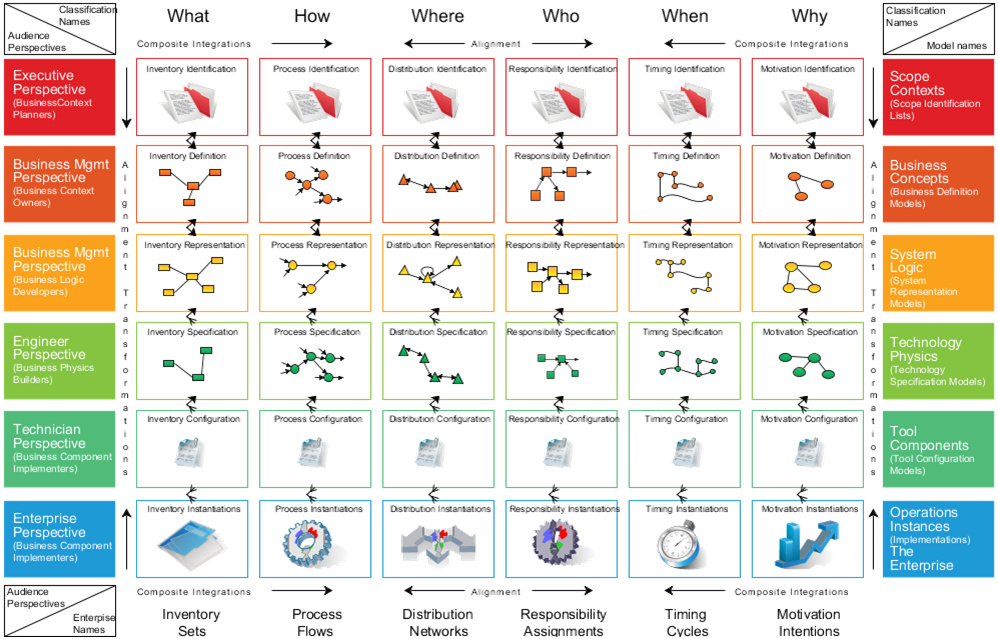 Classification
Names
Audience
Perspectives
What
How
Where
Who
When
Why
Classification
Names
Model names
Composite Integrations
Alignment
Composite Integrations
Executive
Perspective
(BusinessContext
Planners)
Inventory Identification
Process Identification
Distribution Identification
Responsibility Identification
Timing Identification
Motivation Identification
Scope
Contexts
(Scope Identification
Lists)
Alignment Transformations
Business Mgmt
Perspective
(Business Context
Owners)
Inventory Definition
Process Definition
Distribution Definition
Responsibility Definition
Timing Definition
Motivation Definition
Business
Concepts
(Business Definition
Models)
Alignment Transformations
Business Mgmt
Perspective
(Business Logic
Developers)
Inventory Representation
Process Representation
Distribution Representation
Responsibility Representation
Timing Representation
Motivation Representation
System
Logic
(System
Representation
Models)
Engineer
Perspective
(Business Physics
Builders)
Inventory Specification
Process Specification
Distribution Specification
Responsibility Specification
Timing Specification
Motivation Specification
Technology
Physics
(Technology
Specification Models)
Technician
Perspective
(Business Component
Implementers)
Inventory Configuration
Process Configuration
Distribution Configuration
Responsibility Configuration
Timing Configuration
Motivation Configuration
Tool
Components
(Tool Configuration
Models)
Enterprise
Perspective
(Business Component
Implementers)
Inventory Instantiations
Process Instantiations
Distribution Instantiations
Responsibility Instantiations
Timing Instantiations
Motivation Instantiations
Operations
Instances
(Implementations)
The
Enterprise
Audience
Perspectives
Enterpise
Names
Composite Integrations
Alignment
Composite Integrations
Inventory
Sets
Process
Flows
Distribution
Networks
Responsibility
Assignments
Timing
Cycles
Motivation
Intentions